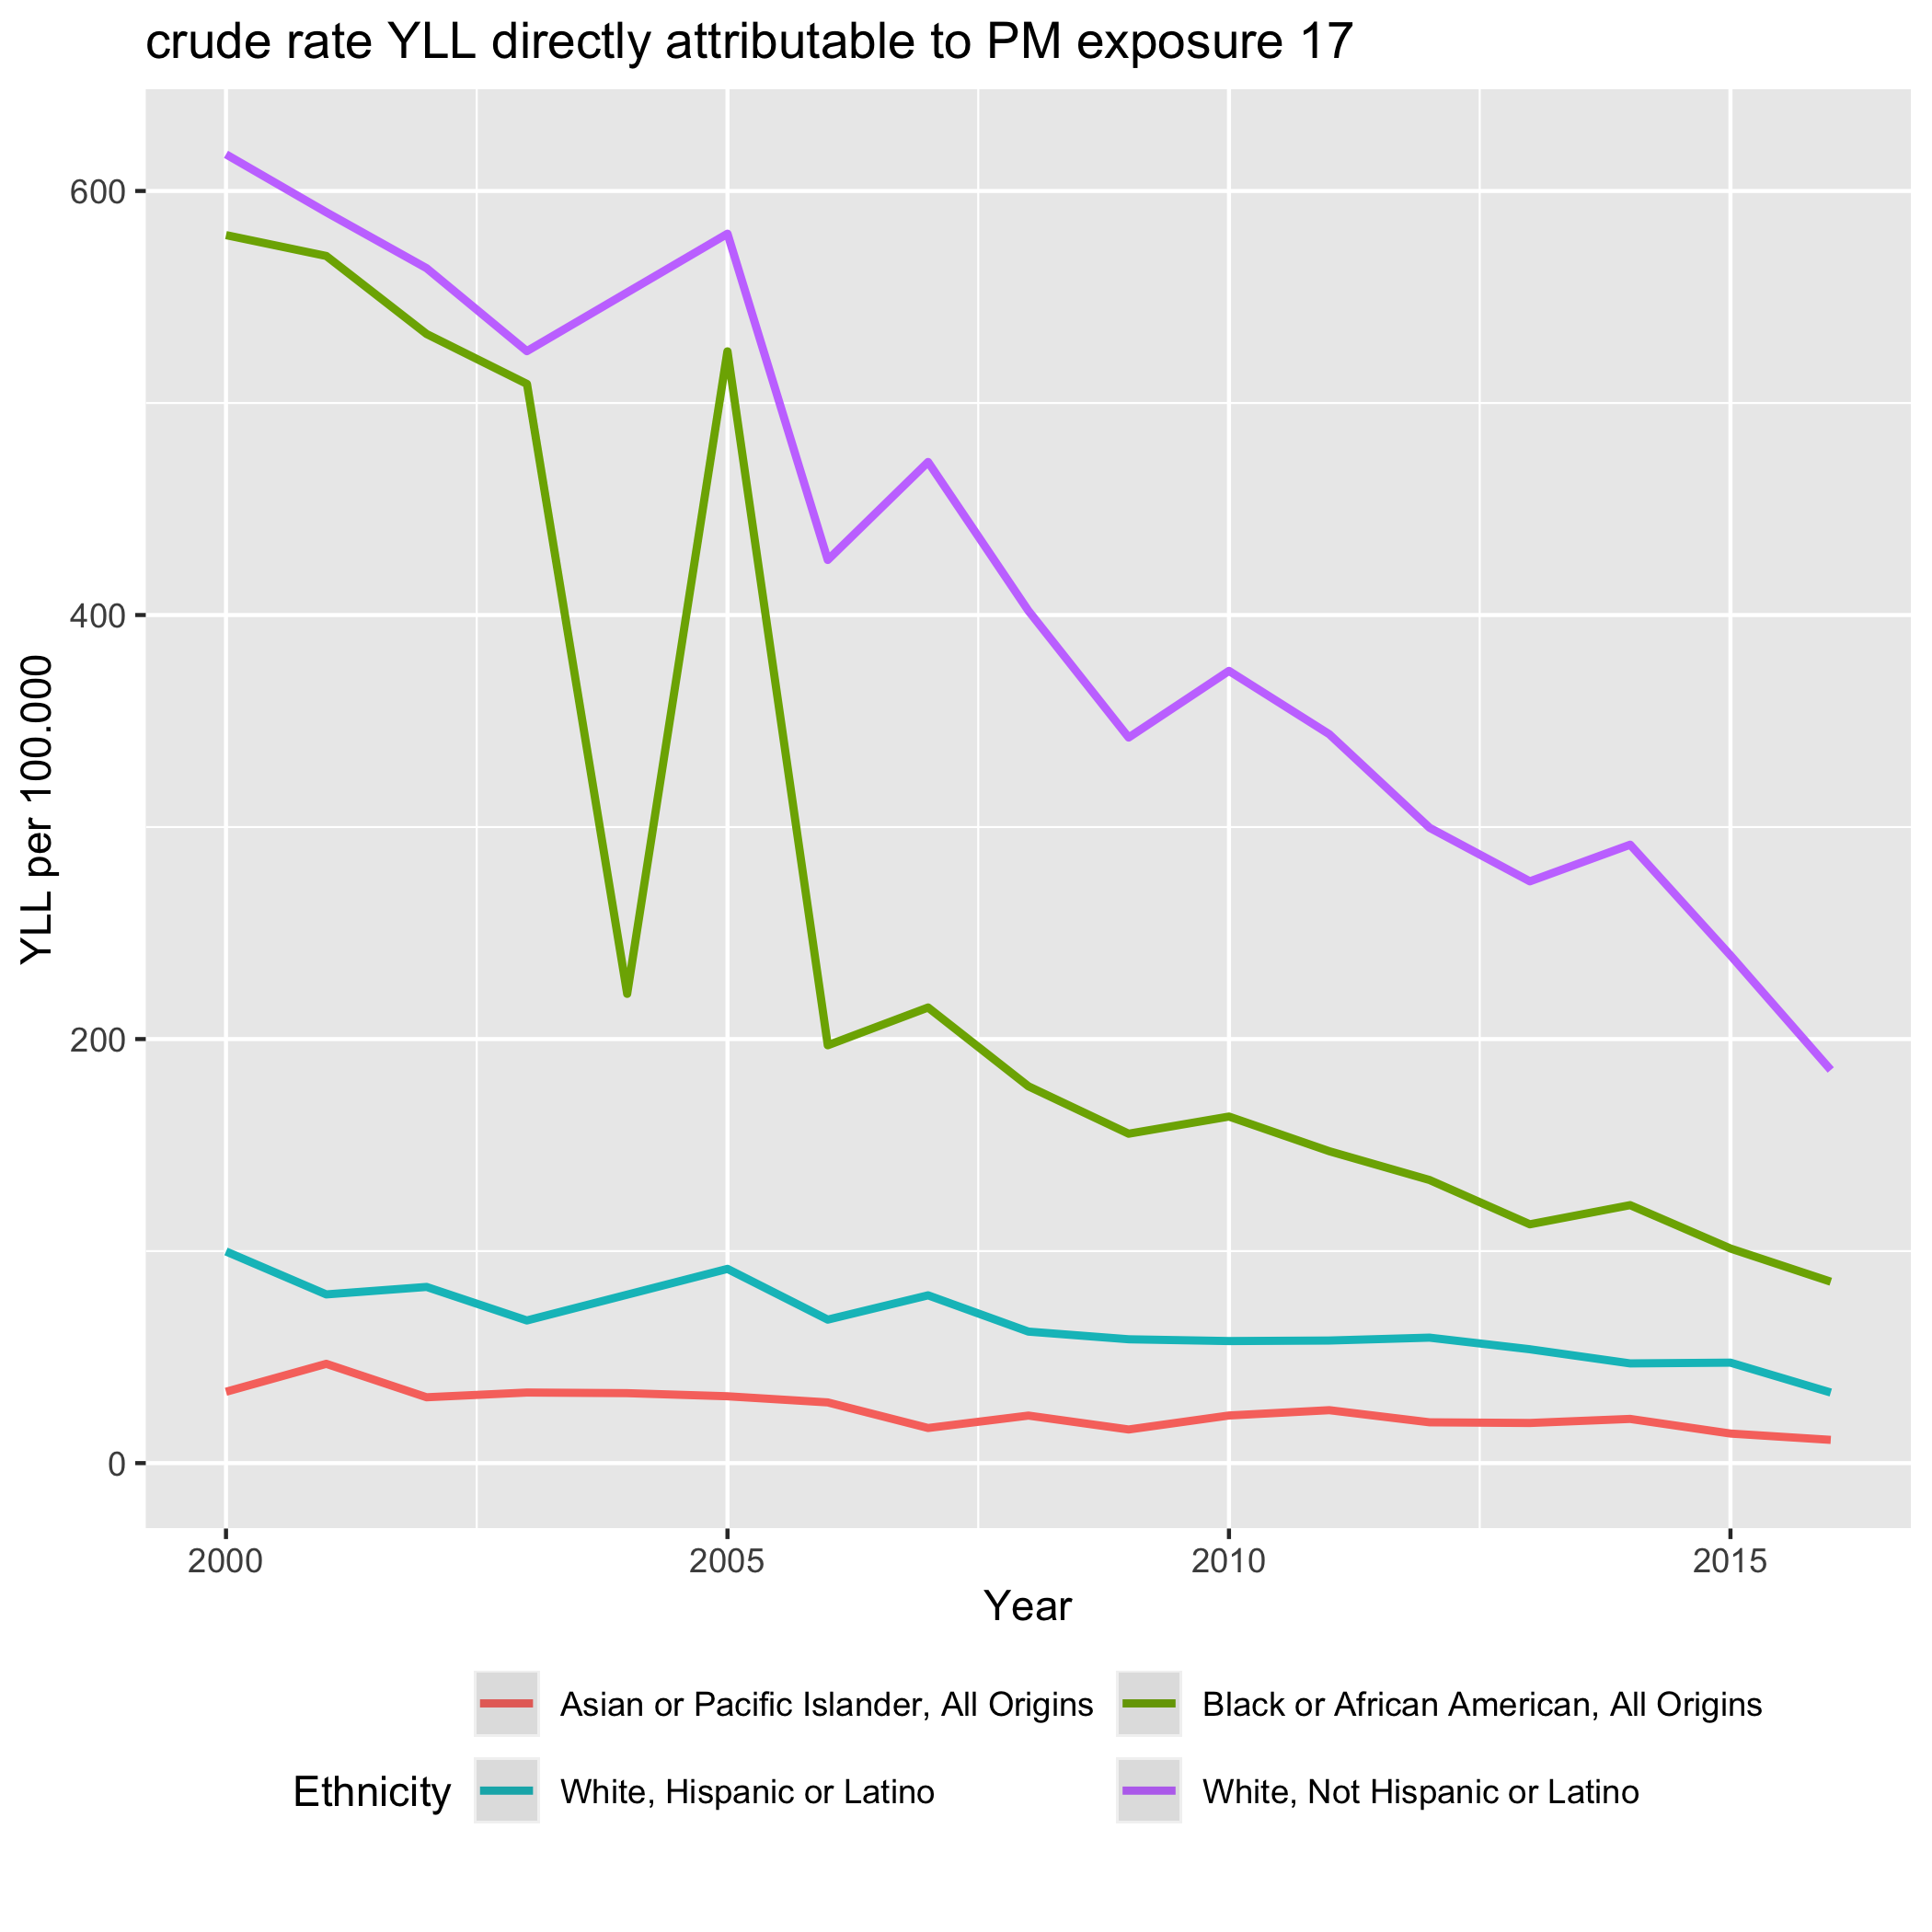 crude rate YLL directly attributable to PM exposure 17
600
400
200
0
YLL per 100.000
2000 2005 2010 2015
Year
Ethnicity
Asian or Pacific Islander, All Origins
Black or African American, All Origins
White, Hispanic or Latino
White, Not Hispanic or Latino